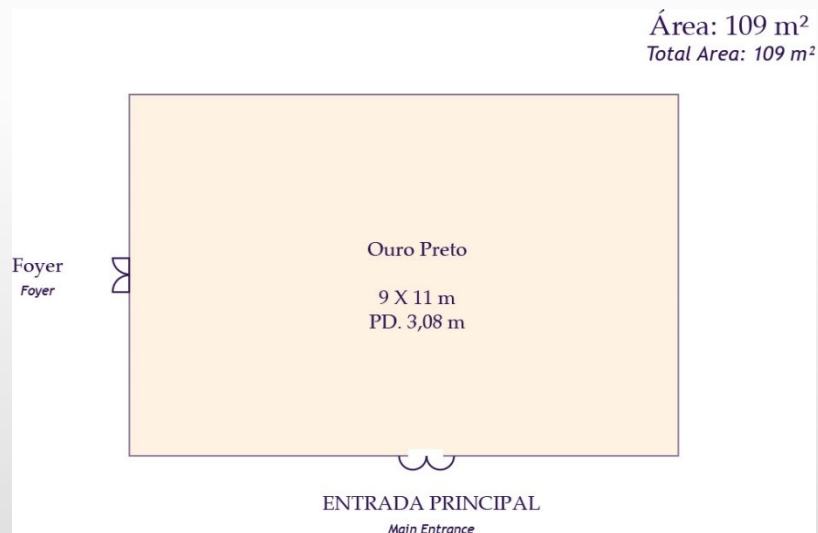 Área: 109 m²
Total Area: 109 m²
Ouro Preto
Foyer
Foyer
9 X 11 m
PD. 3,08 m
ENTRADA PRINCIPAL
Main Entrance